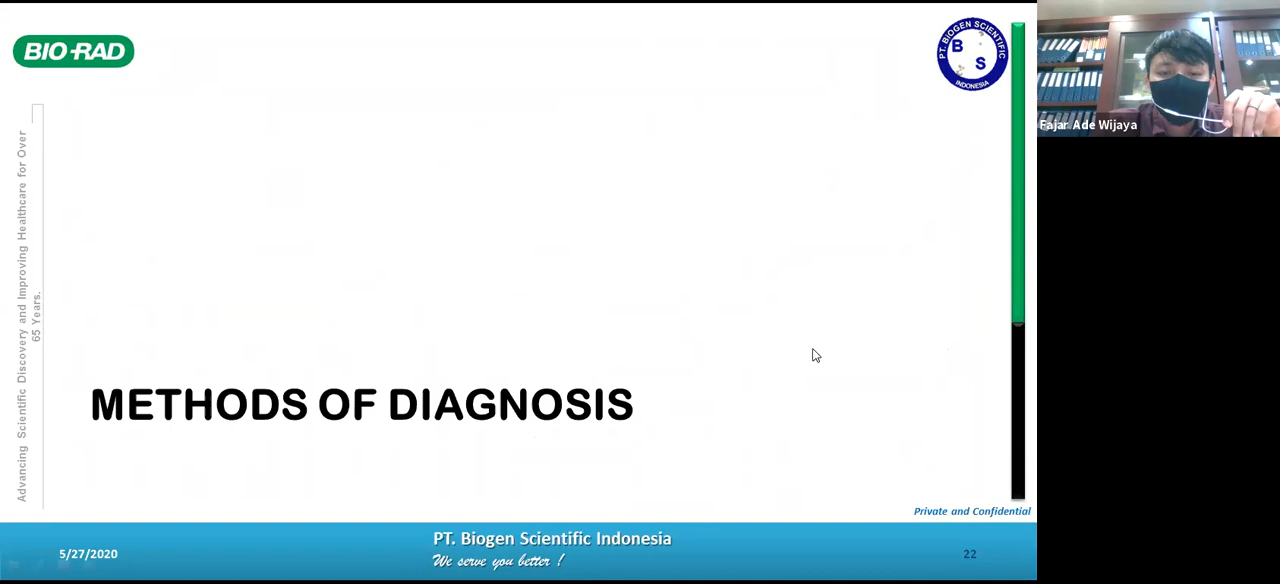 BIO-RAD
PT. BIOGEN SCIENTIFIC
B
S
INDONESIA
Fajar Ade Wijaya
Advancing Scientific Discovery and Improving Healthcare for Over
65 Years.
METHODS OF DIAGNOSIS
Private and Confidential
5/27/2020
PT. Biogen Scientific Indonesia
We serve you better !
22